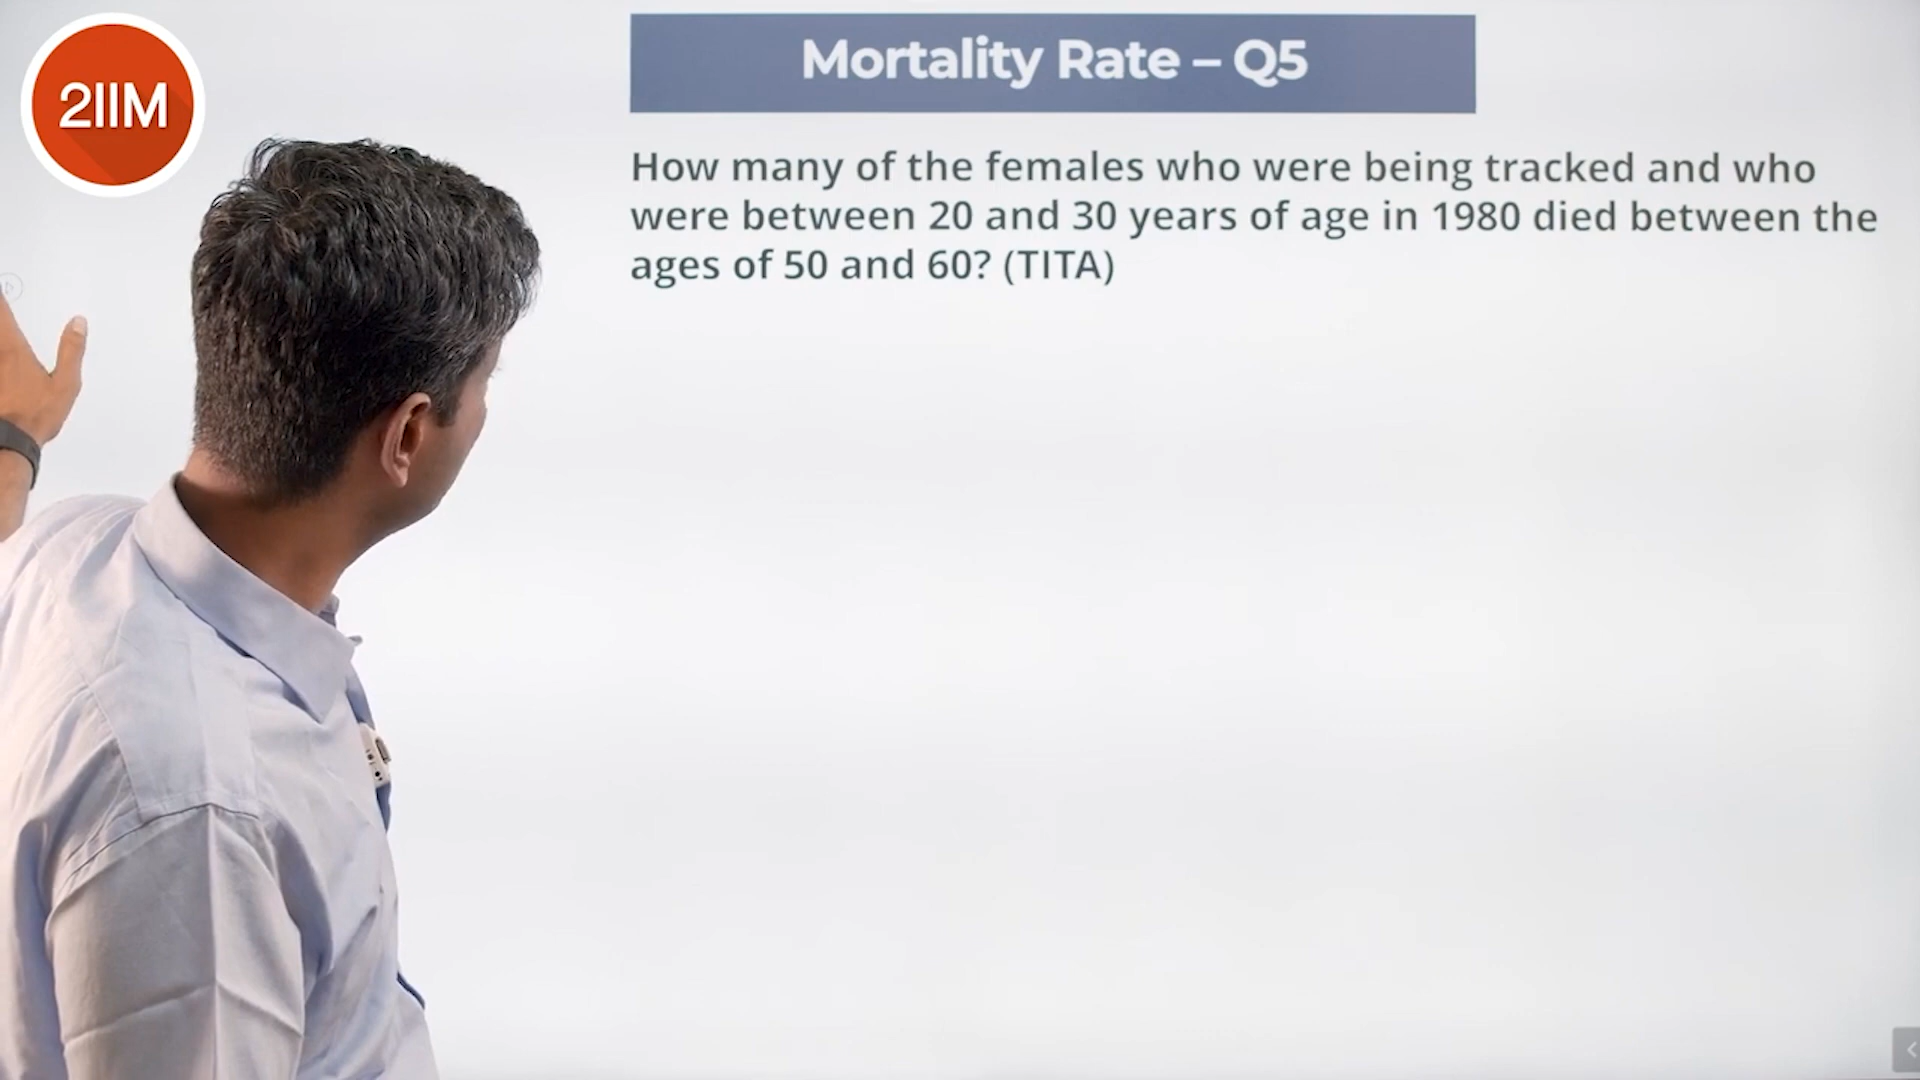 2IIM
Mortality Rate – Q5
How many of the females who were being tracked and who
were between 20 and 30 years of age in 1980 died between the
ages of 50 and 60? (TITA)